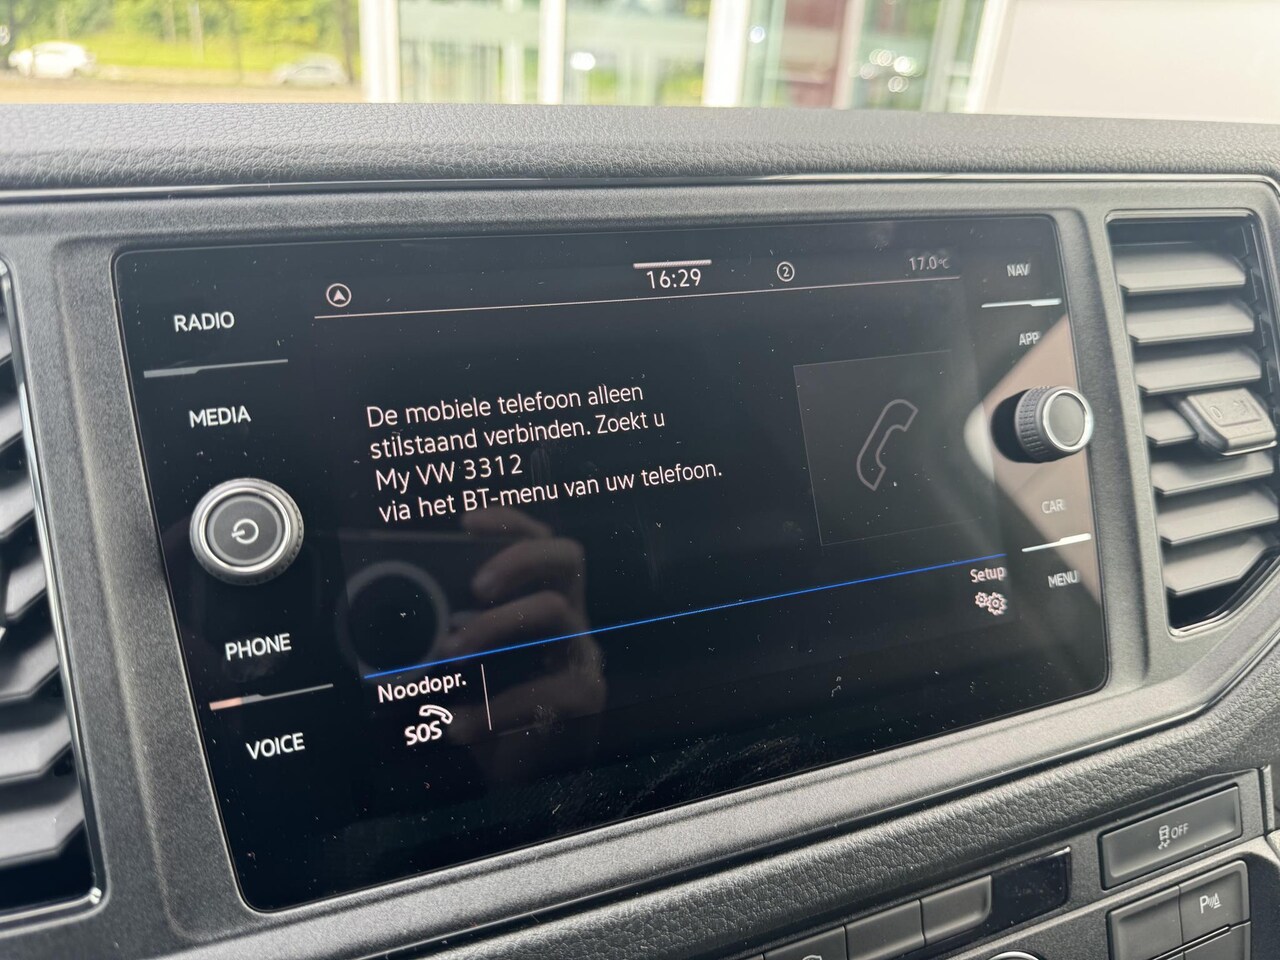 16:29
2
17.0°C
RADIO
MEDIA
PHONE
VOICE
De mobiele telefoon alleen
stilstaand verbinden. Zoekt u
My VW 3312
via het BT-menu van uw telefoon.
Noodopr.
SOS
Setup
NAV
APP
CAR
MENU
OFF
P